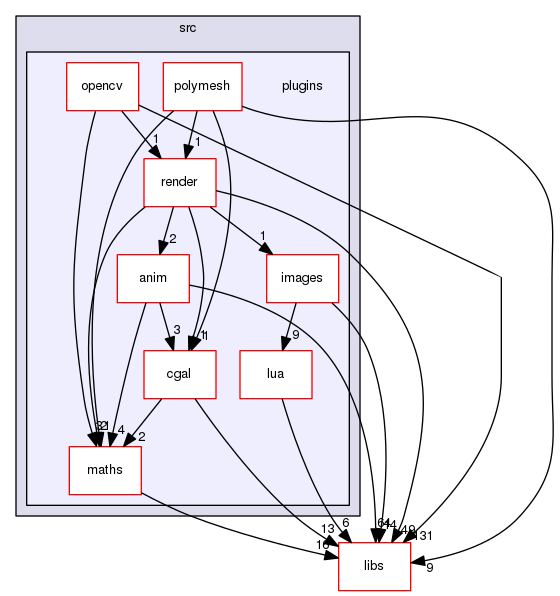 src
opencv
polymesh
plugins
1
1
render
2
1
anim
images
3
1
9
cgal
lua
4
2
maths
13
6
16
9
libs